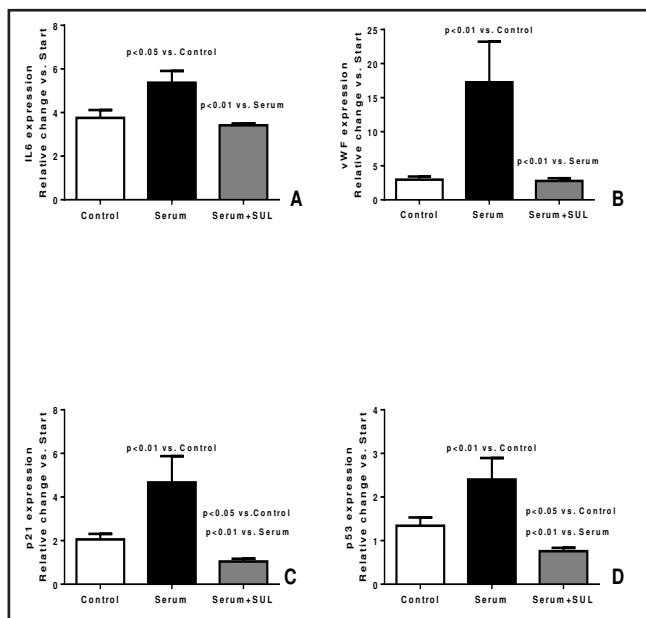 IL6 expression
Relative change vs. Start
8
6
4
2
0
p<0.05 vs. Control
p<0.01 vs. Serum
Control Serum Serum+SUL
A
vWF expression
Relative change vs. Start
25
20
15
10
5
0
p<0.01 vs. Control
p<0.01 vs. Serum
Control Serum Serum+SUL
B
p21 expression
Relative change vs. Start
8
6
4
2
0
p<0.01 vs. Control
p<0.05 vs.Control
p<0.01 vs. Serum
Control Serum Serum+SUL
C
p53 expression
Relative change vs. Start
4
3
2
1
0
p<0.01 vs. Control
p<0.05 vs. Control
p<0.01 vs. Serum
Control Serum Serum+SUL
D